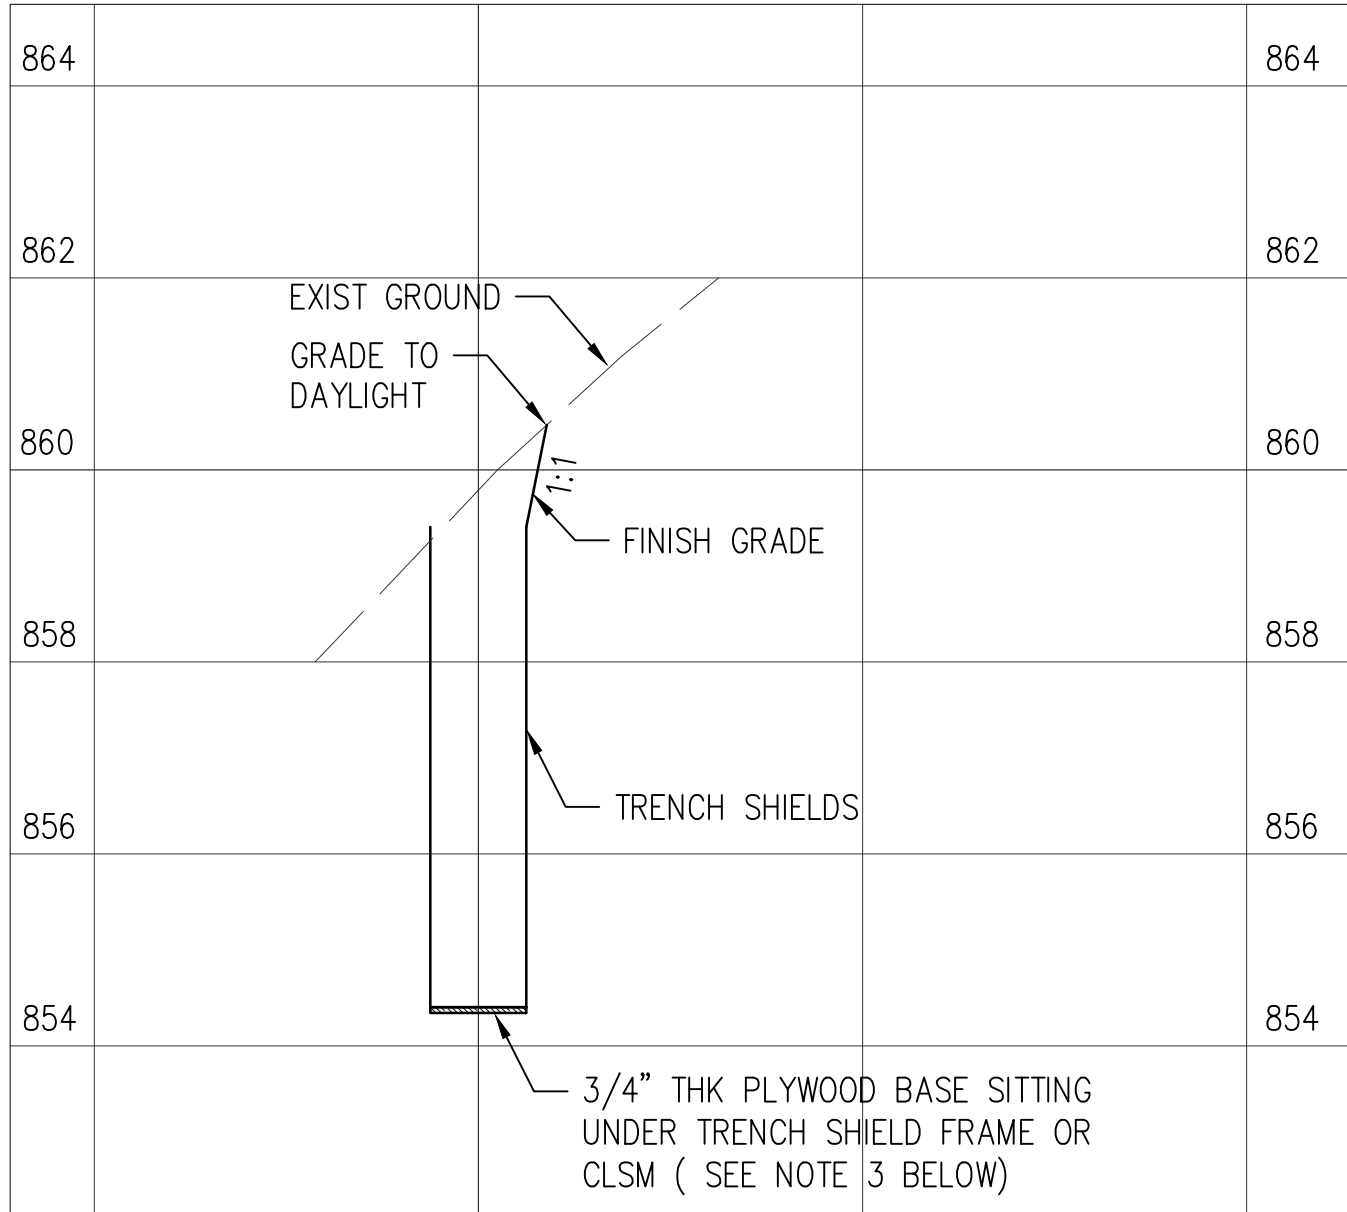 864 864
862 862
EXIST GROUND
GRADE TO
DAYLIGHT
860 860
1:1
FINISH GRADE
858 858
TRENCH SHIELDS
856 856
854 854
3/4” THK PLYWOOD BASE SITTING
UNDER TRENCH SHIELD FRAME OR
CLSM ( SEE NOTE 3 BELOW)